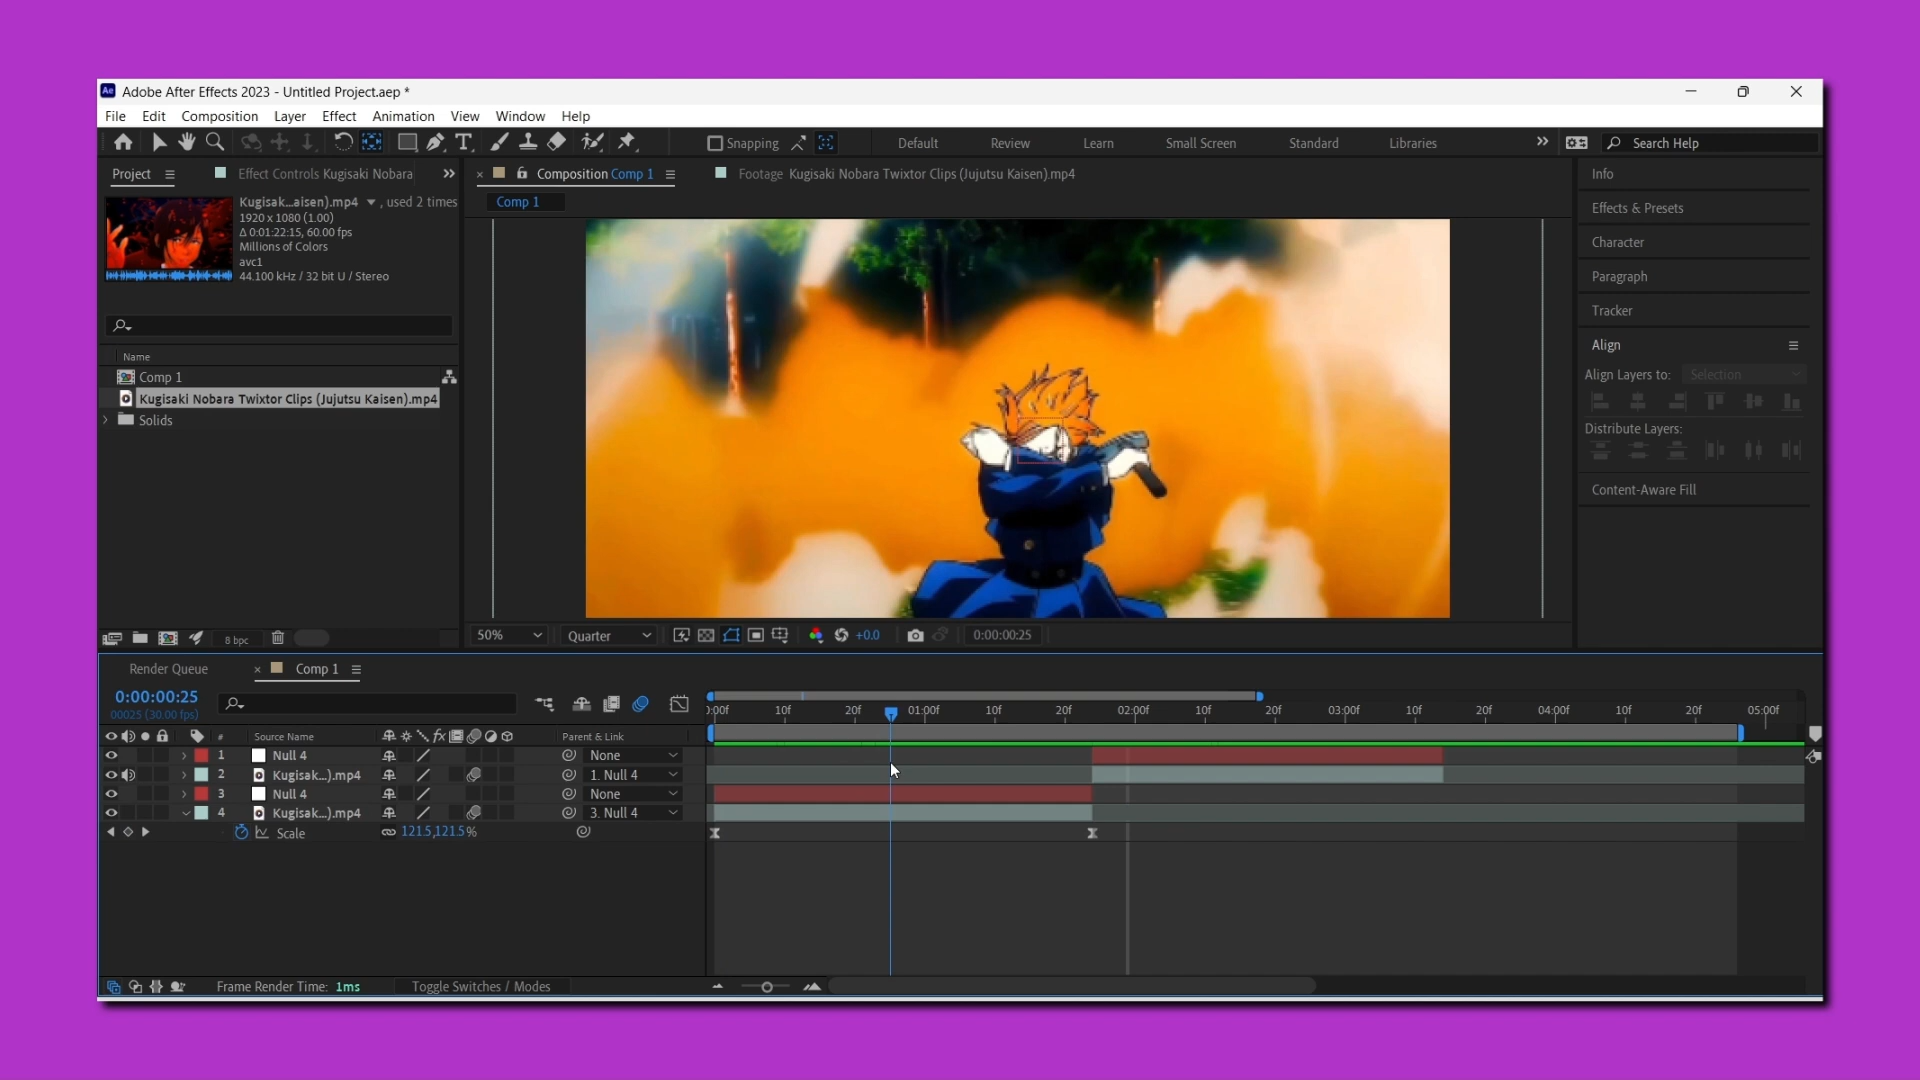 Ae Adobe After Effects 2023 - Untitled Project.aep *
File Edit Composition Layer Effect Animation View Window Help
T Snapping Default Review Learn Small Screen Standard Libraries Search Help
Project Effect Controls Kugisaki Nobara Composition Comp 1 Footage Kugisaki Nobara Twixtor Clips (Jujutsu Kaisen).mp4
Comp 1
Kugisak...aisen).mp4 , used 2 times
1920 x 1080 (1.00)
Δ 0:01:22:15, 60.00 fps
Millions of Colors
avc1
44.100 kHz / 32 bit U / Stereo
Name
Comp 1
Kugisaki Nobara Twixtor Clips (Jujutsu Kaisen).mp4
Solids
8 bpc
50% Quarter +0.0 0:00:00:25
Info
Effects & Presets
Character
Paragraph
Tracker
Align
Align Layers to: Selection
Distribute Layers:
Content-Aware Fill
Render Queue Comp 1
0:00:00:25
00025 (30.00 fps)
):00f 10f 20f 01:00f 10f 20f 02:00f 10f 20f 03:00f 10f 20f 04:00f 10f 20f 05:00f
# Source Name fx Parent & Link
1 Null 4 None
2 Kugisak...).mp4 1. Null 4
3 Null 4 None
4 Kugisak...).mp4 3. Null 4
Scale 121.5,121.5%
Frame Render Time: 1ms Toggle Switches / Modes